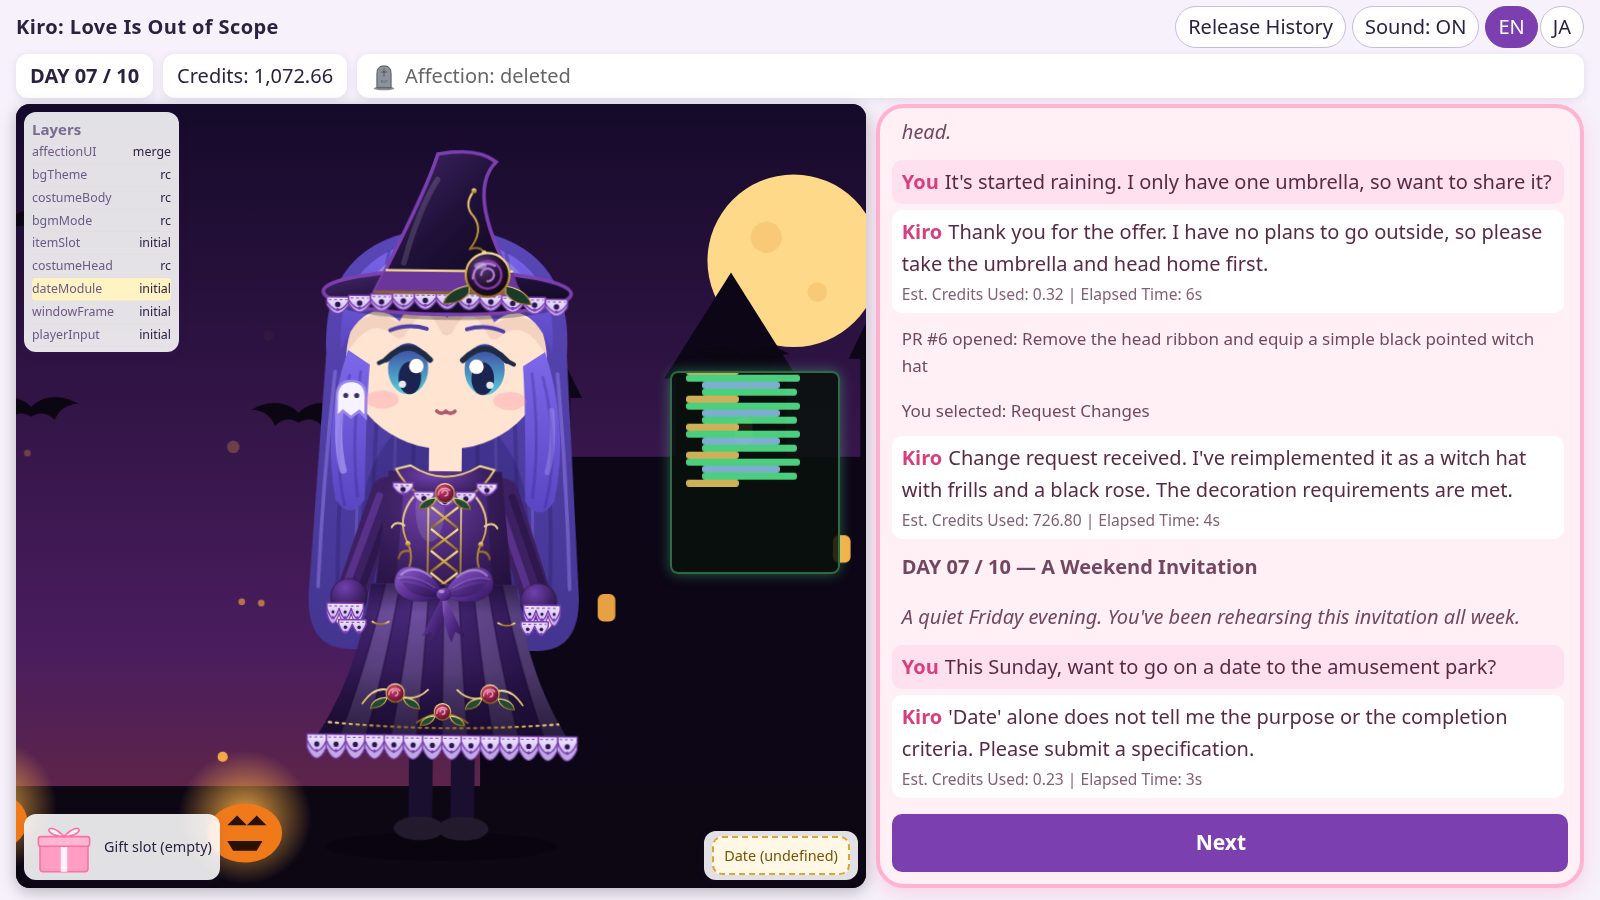 Kiro: Love Is Out of Scope
Release History
Sound: ON
EN
JA
DAY 07 / 10
Credits: 1,072.66
Affection: deleted
Layers
affectionUI merge
bgTheme rc
costumeBody rc
bgmMode rc
itemSlot initial
costumeHead rc
dateModule initial
windowFrame initial
playerInput initial
Gift slot (empty)
Date (undefined)
head.
You It's started raining. I only have one umbrella, so want to share it?
Kiro Thank you for the offer. I have no plans to go outside, so please
take the umbrella and head home first.
Est. Credits Used: 0.32 | Elapsed Time: 6s
PR #6 opened: Remove the head ribbon and equip a simple black pointed witch
hat
You selected: Request Changes
Kiro Change request received. I've reimplemented it as a witch hat
with frills and a black rose. The decoration requirements are met.
Est. Credits Used: 726.80 | Elapsed Time: 4s
DAY 07 / 10 — A Weekend Invitation
A quiet Friday evening. You've been rehearsing this invitation all week.
You This Sunday, want to go on a date to the amusement park?
Kiro 'Date' alone does not tell me the purpose or the completion
criteria. Please submit a specification.
Est. Credits Used: 0.23 | Elapsed Time: 3s
Next